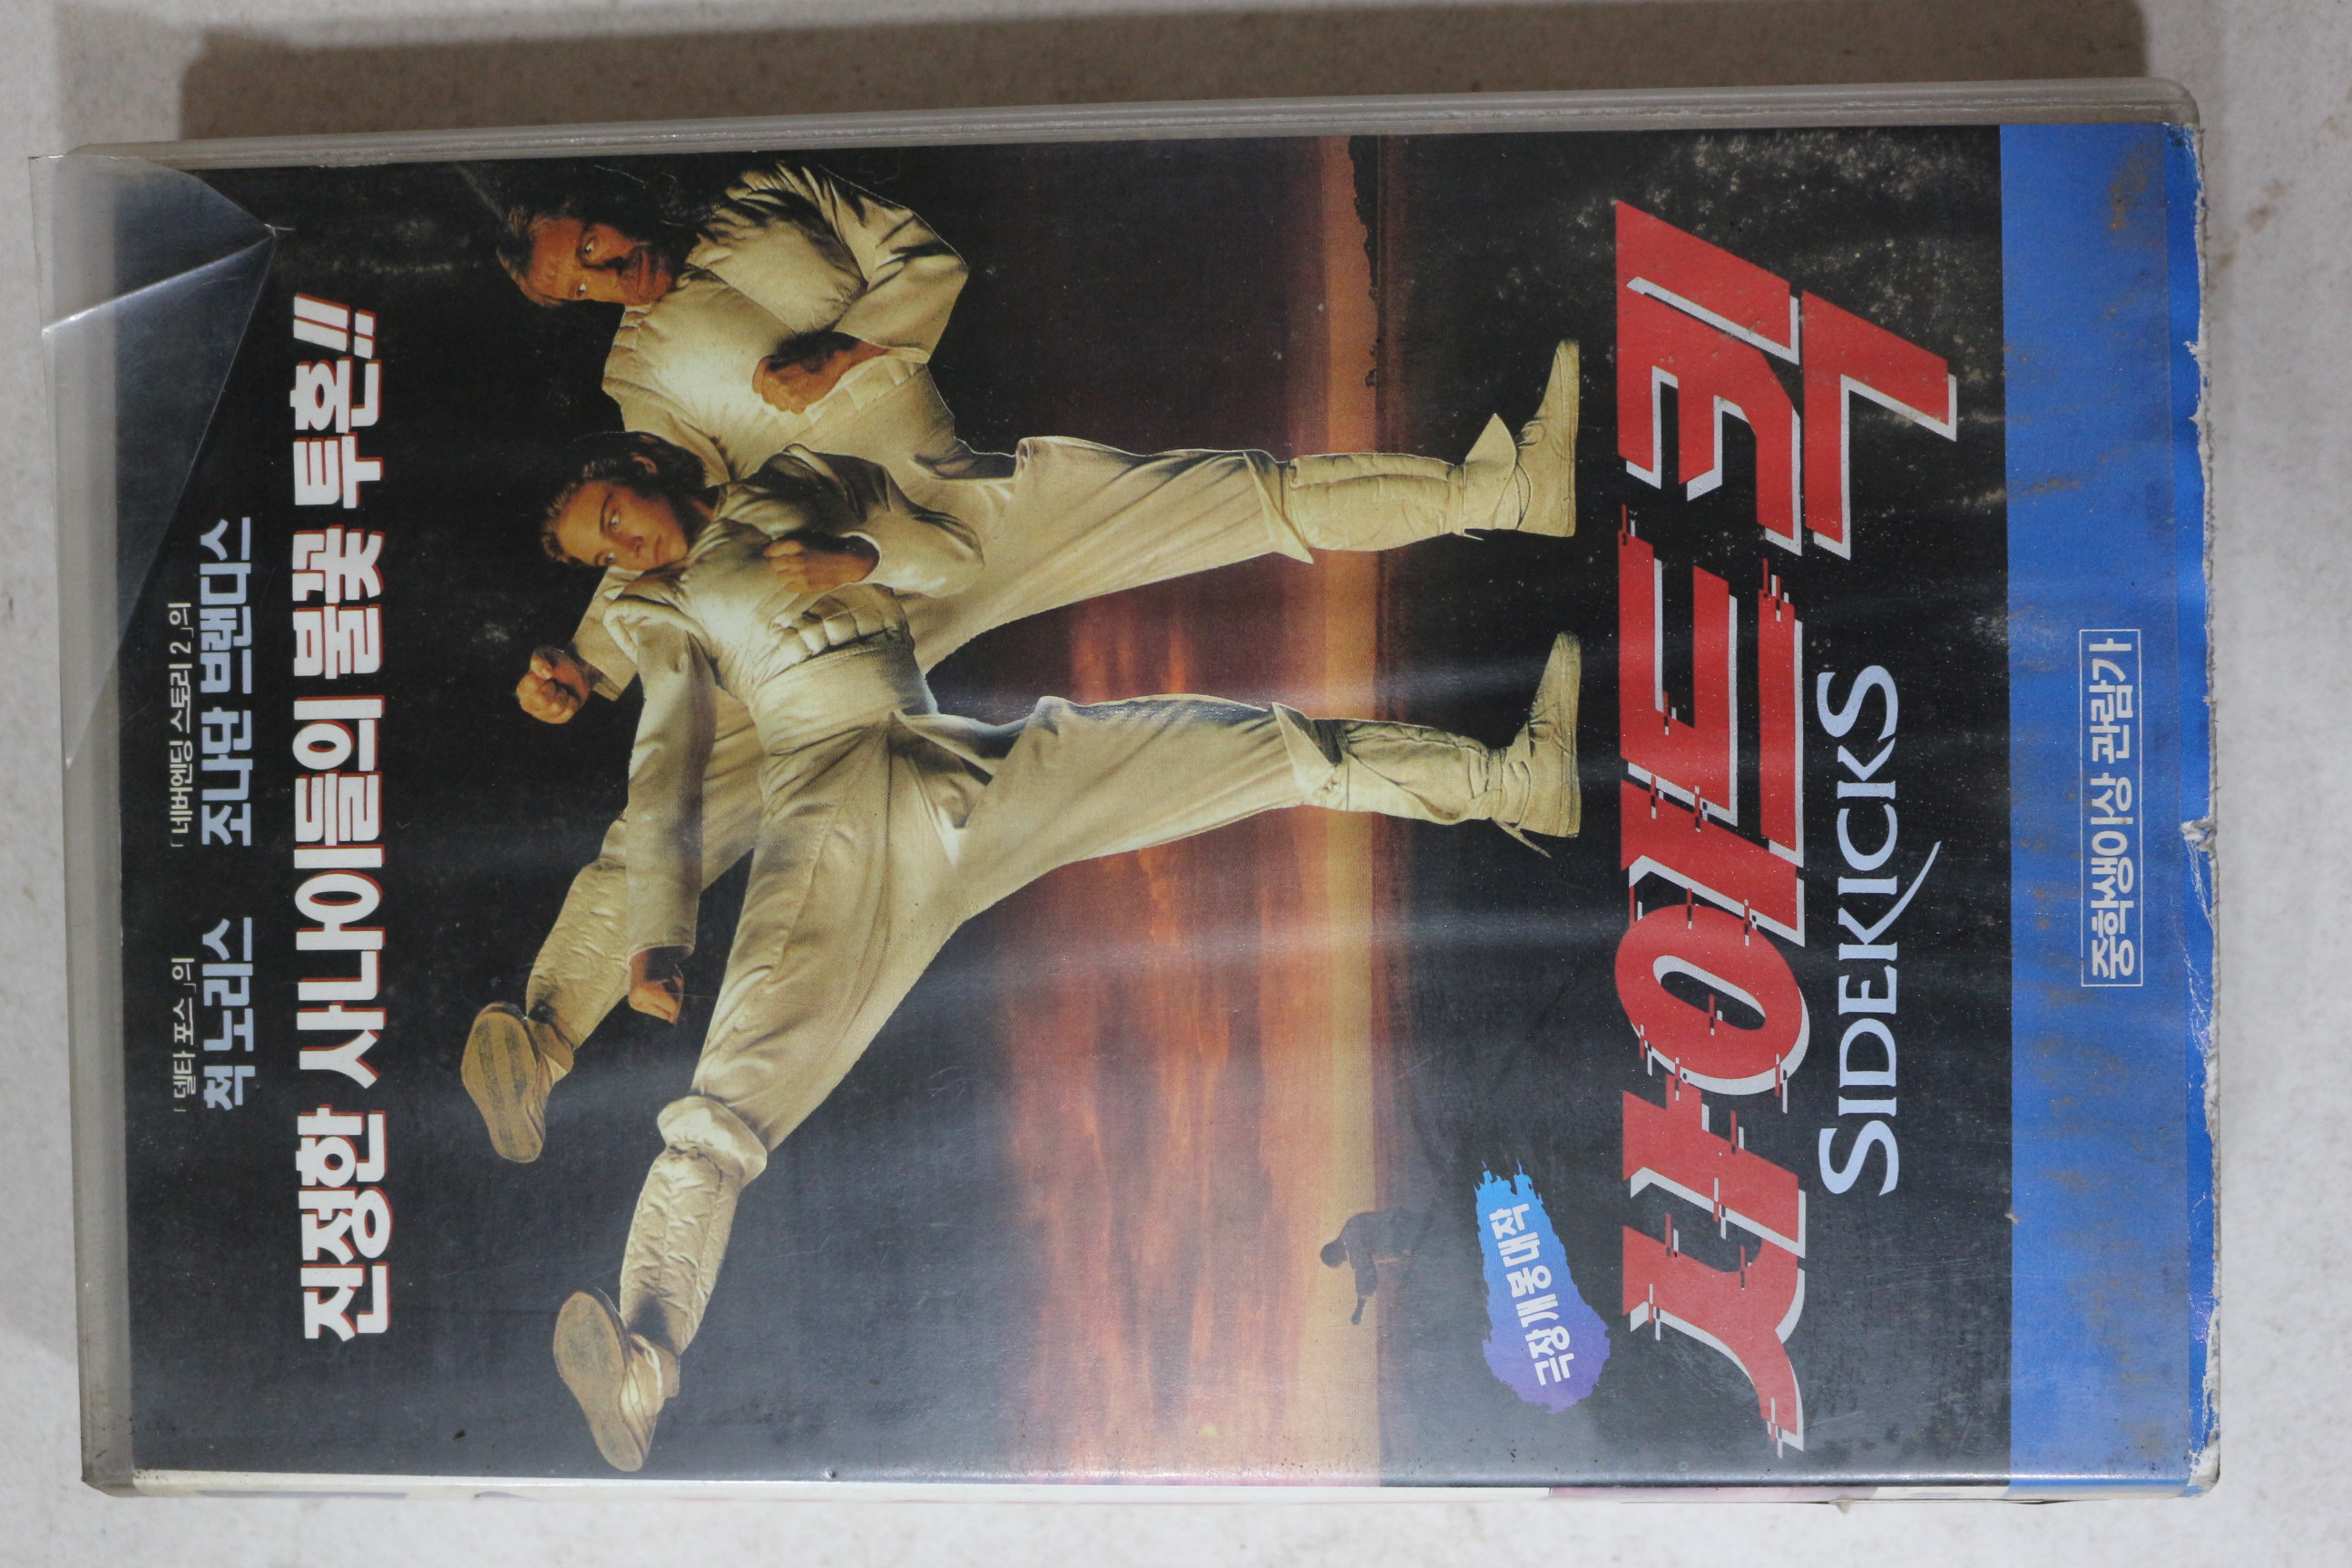 「델타 포스」의 「네버엔딩 스토리 2」의
척 노리스 조나단 브랜디스
진정한 사나이들의 불꽃 투혼!!
극장개봉대작
사이드킥
SIDEKICKS
중학생이상 관람가